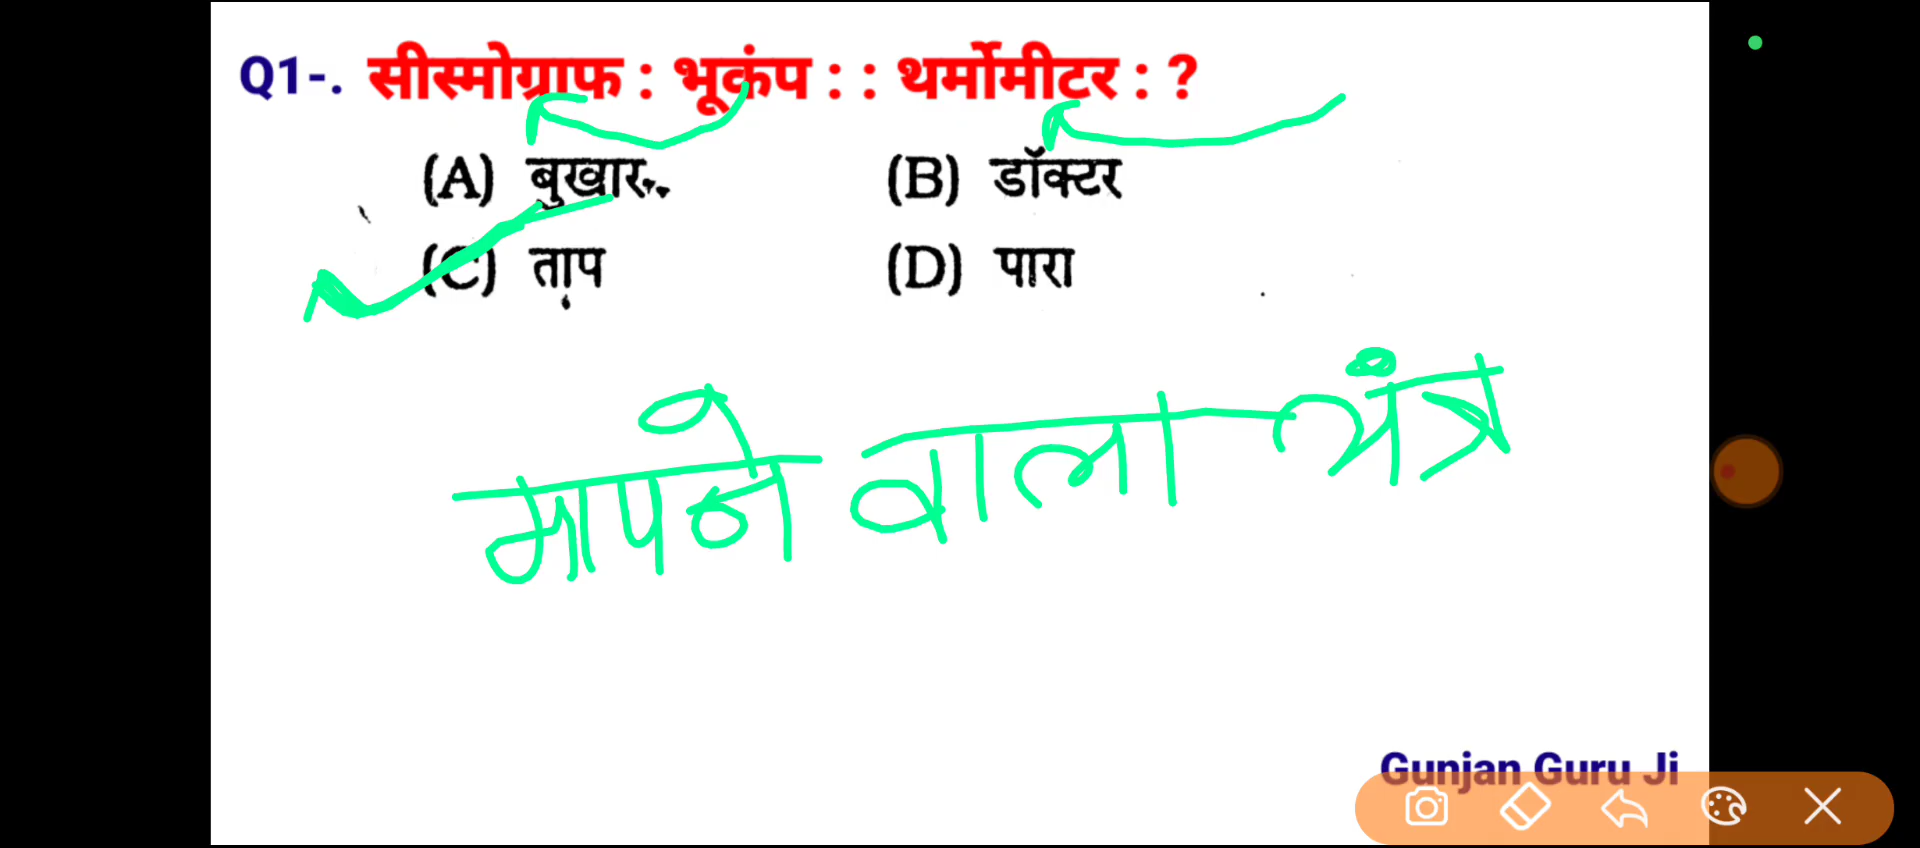 Q1-. सीस्मोग्राफ : भूकंप : : थर्मोमीटर : ?
(A) बुखार (B) डॉक्टर
(C) ताप (D) पारा
मापने वाला यंत्र
Gunjan Guru Ji